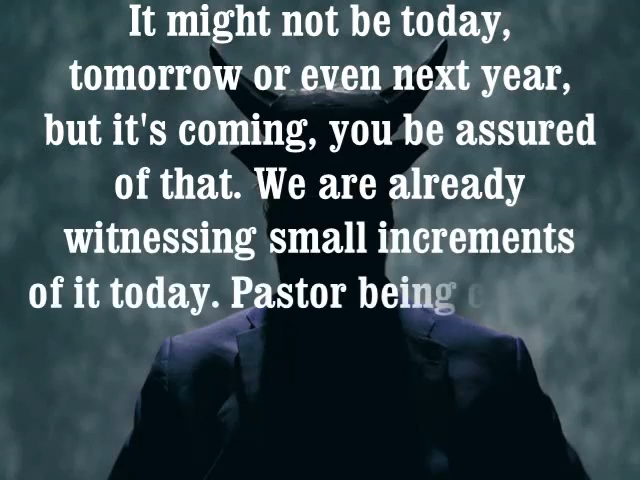 It might not be today,
tomorrow or even next year,
but it's coming, you be assured
of that. We are already
witnessing small increments
of it today. Pastor being